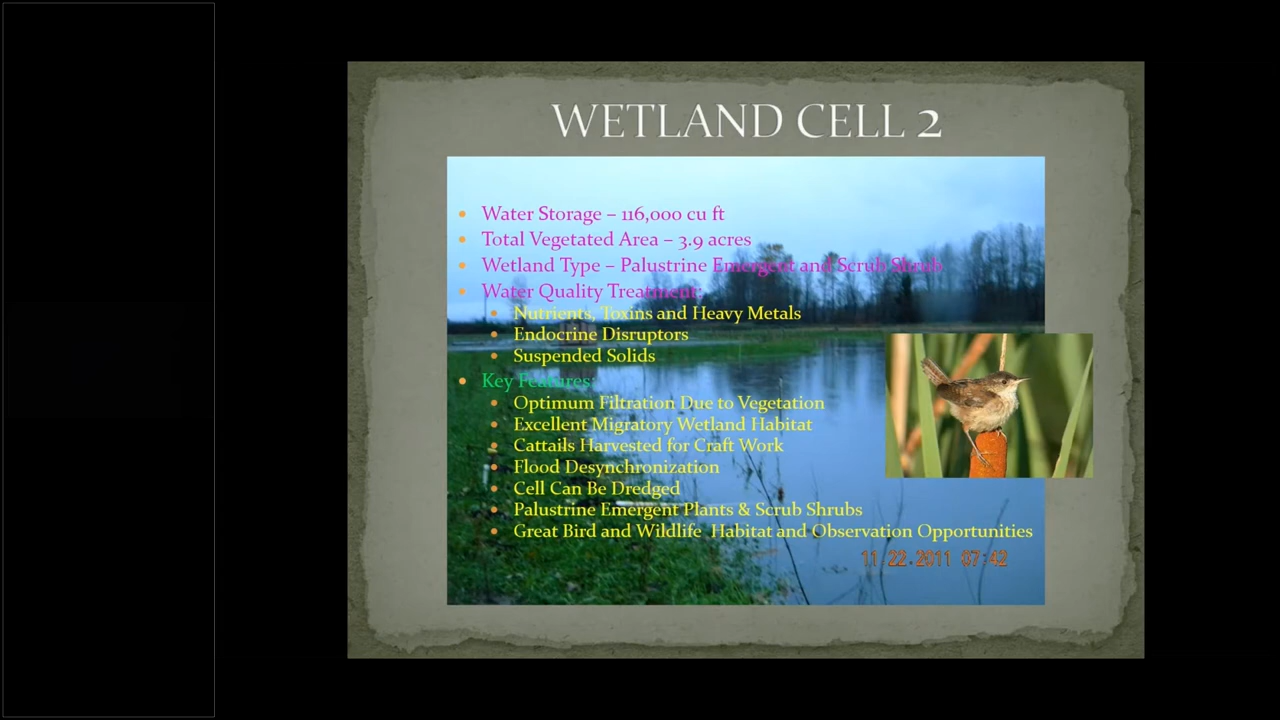 WETLAND CELL 2
Water Storage – 116,000 cu ft
Total Vegetated Area – 3.9 acres
Wetland Type – Palustrine Emergent and Scrub Shrub
Water Quality Treatment:
Nutrients, Toxins and Heavy Metals
Endocrine Disruptors
Suspended Solids
Key Features:
Optimum Filtration Due to Vegetation
Excellent Migratory Wetland Habitat
Cattails Harvested for Craft Work
Flood Desynchronization
Cell Can Be Dredged
Palustrine Emergent Plants & Scrub Shrubs
Great Bird and Wildlife Habitat and Observation Opportunities
11.22.2011 07:42